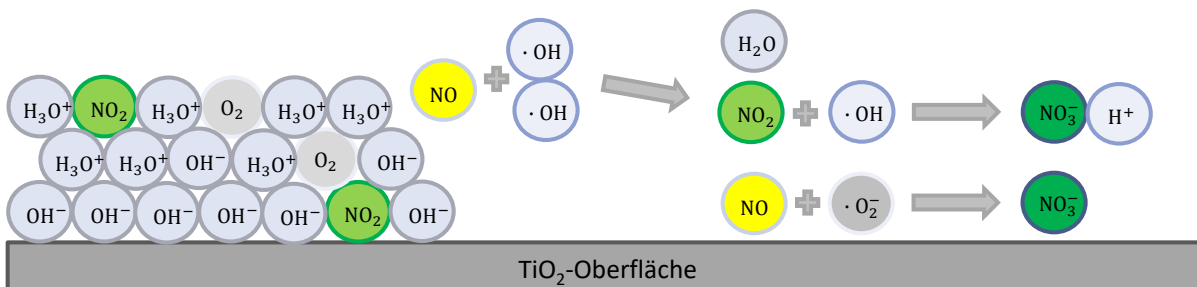 H₂O
· OH
NO
· OH
H₃O⁺ NO₂ H₃O⁺ O₂ H₃O⁺ H₃O⁺
NO₂ · OH NO₃⁻ H⁺
H₃O⁺ H₃O⁺ OH⁻ H₃O⁺ O₂ OH⁻
OH⁻ OH⁻ OH⁻ OH⁻ OH⁻ NO₂ OH⁻
NO · O₂⁻ NO₃⁻
TiO₂-Oberfläche